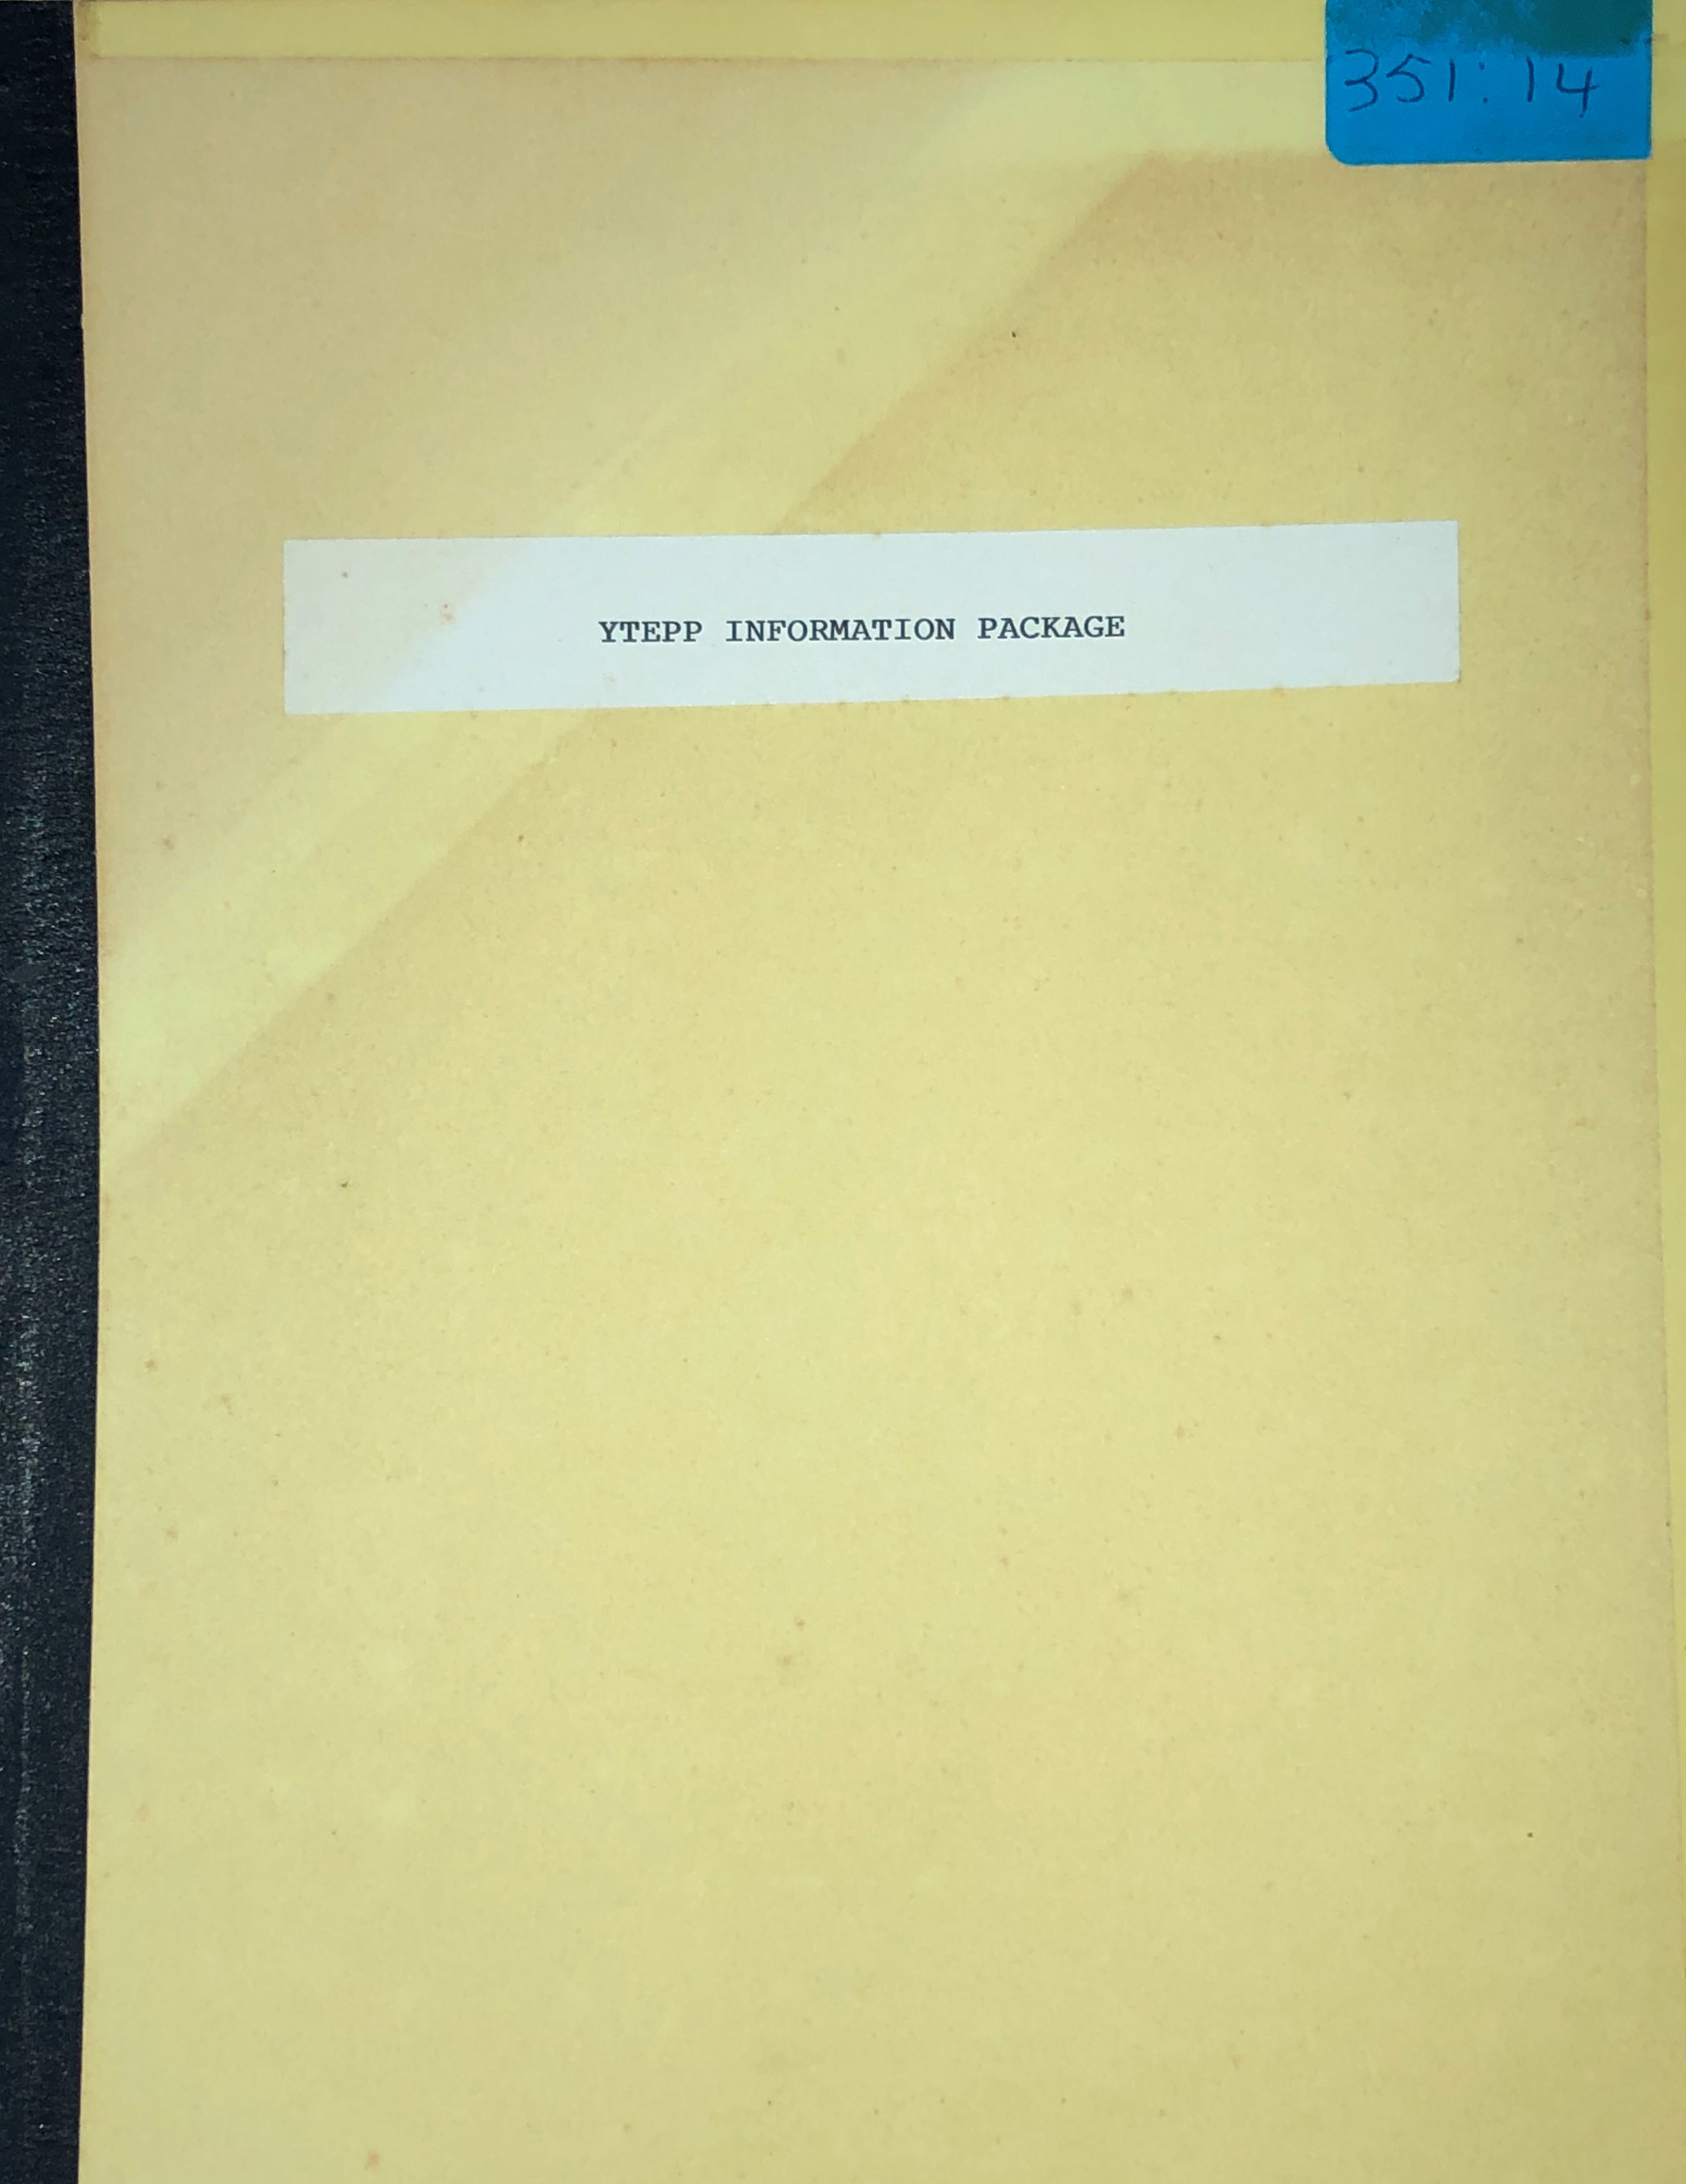 351:14
YTEPP INFORMATION PACKAGE